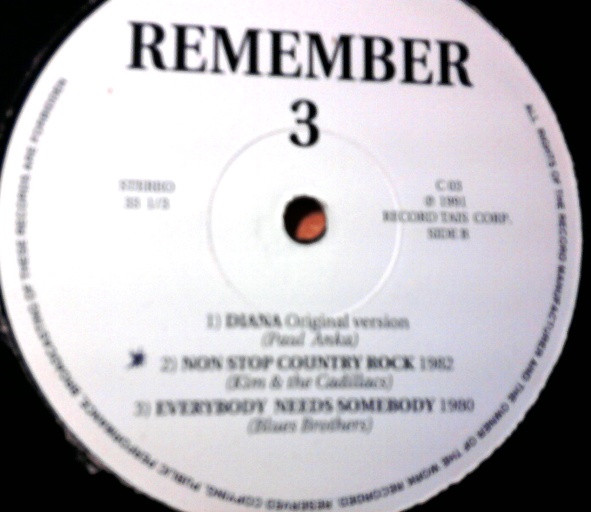 REMEMBER
3
STEREO
33 1/3
C 03
℗ 1991
RECORD TAIS CORP.
SIDE B
1) DIANA Original version
(Paul Anka)
2) NON STOP COUNTRY ROCK 1982
(Kim & the Cadillacs)
3) EVERYBODY NEEDS SOMEBODY 1980
(Blues Brothers)
ALL RIGHTS OF THE RECORD MANUFACTURER AND THE OWNER OF THE WORK RECORDED, RESERVED COPYING, PUBLIC PERFORMANCE, BROADCASTING OF THESE RECORDS ARE FORBIDDEN